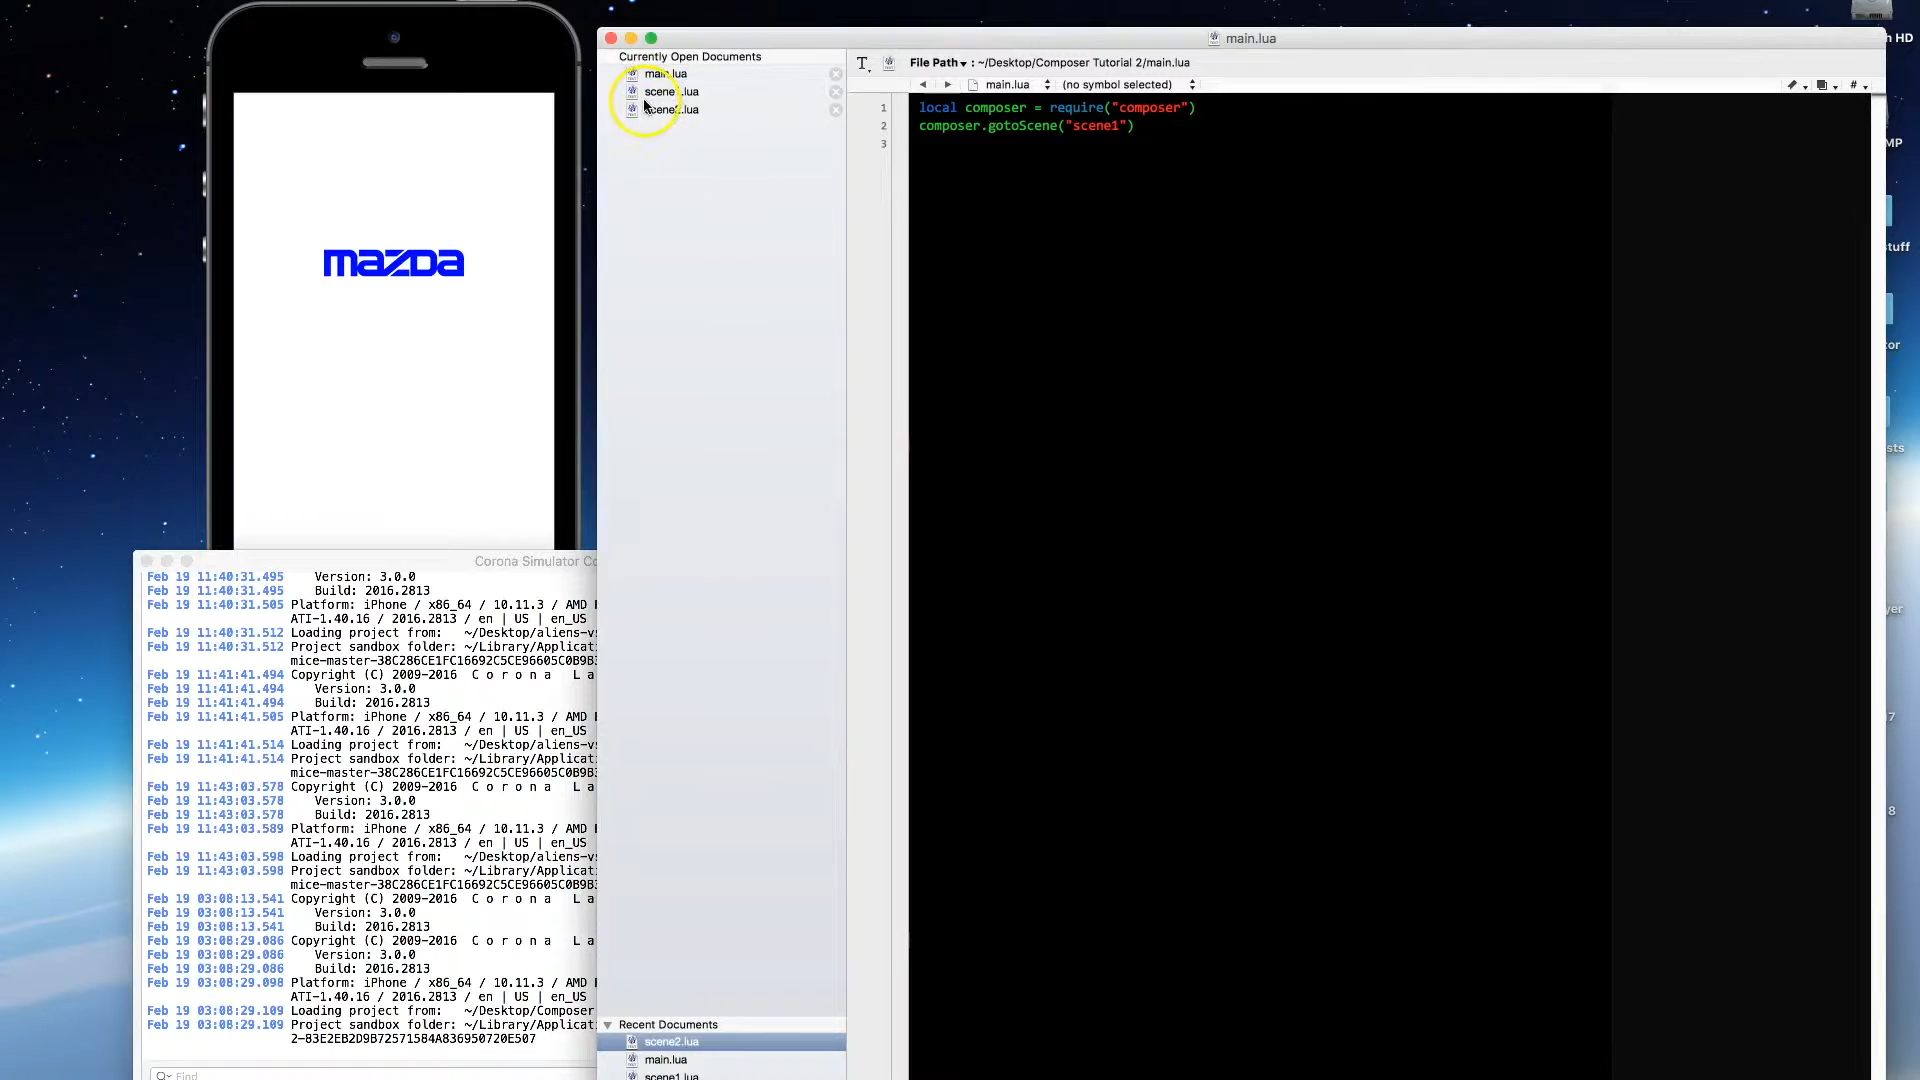 main.lua
h HD
Currently Open Documents
main.lua
scene1.lua
scene2.lua
File Path : ~/Desktop/Composer Tutorial 2/main.lua
main.lua
(no symbol selected)
#
1 local composer = require("composer")
2 composer.gotoScene("scene1")
3
MP
stuff
tor
sts
yer
17
8
mazda
Corona Simulator Co
Feb 19 11:40:31.495 Version: 3.0.0
Feb 19 11:40:31.495 Build: 2016.2813
Feb 19 11:40:31.505 Platform: iPhone / x86_64 / 10.11.3 / AMD
ATI-1.40.16 / 2016.2813 / en | US | en_US
Feb 19 11:40:31.512 Loading project from: ~/Desktop/aliens-vs
Feb 19 11:40:31.512 Project sandbox folder: ~/Library/Applicati
mice-master-38C286CE1FC16692C5CE96605C0B9B3
Feb 19 11:41:41.494 Copyright (C) 2009-2016 C o r o n a L a
Feb 19 11:41:41.494 Version: 3.0.0
Feb 19 11:41:41.494 Build: 2016.2813
Feb 19 11:41:41.505 Platform: iPhone / x86_64 / 10.11.3 / AMD
ATI-1.40.16 / 2016.2813 / en | US | en_US
Feb 19 11:41:41.514 Loading project from: ~/Desktop/aliens-vs
Feb 19 11:41:41.514 Project sandbox folder: ~/Library/Applicati
mice-master-38C286CE1FC16692C5CE96605C0B9B3
Feb 19 11:43:03.578 Copyright (C) 2009-2016 C o r o n a L a
Feb 19 11:43:03.578 Version: 3.0.0
Feb 19 11:43:03.578 Build: 2016.2813
Feb 19 11:43:03.589 Platform: iPhone / x86_64 / 10.11.3 / AMD
ATI-1.40.16 / 2016.2813 / en | US | en_US
Feb 19 11:43:03.598 Loading project from: ~/Desktop/aliens-vs
Feb 19 11:43:03.598 Project sandbox folder: ~/Library/Applicati
mice-master-38C286CE1FC16692C5CE96605C0B9B3
Feb 19 03:08:13.541 Copyright (C) 2009-2016 C o r o n a L a
Feb 19 03:08:13.541 Version: 3.0.0
Feb 19 03:08:13.541 Build: 2016.2813
Feb 19 03:08:29.086 Copyright (C) 2009-2016 C o r o n a L a
Feb 19 03:08:29.086 Version: 3.0.0
Feb 19 03:08:29.086 Build: 2016.2813
Feb 19 03:08:29.098 Platform: iPhone / x86_64 / 10.11.3 / AMD
ATI-1.40.16 / 2016.2813 / en | US | en_US
Feb 19 03:08:29.109 Loading project from: ~/Desktop/Composer
Feb 19 03:08:29.109 Project sandbox folder: ~/Library/Applicati
2-83E2EB2D9B72571584A836950720E507
Find
Recent Documents
scene2.lua
main.lua
scene1.lua